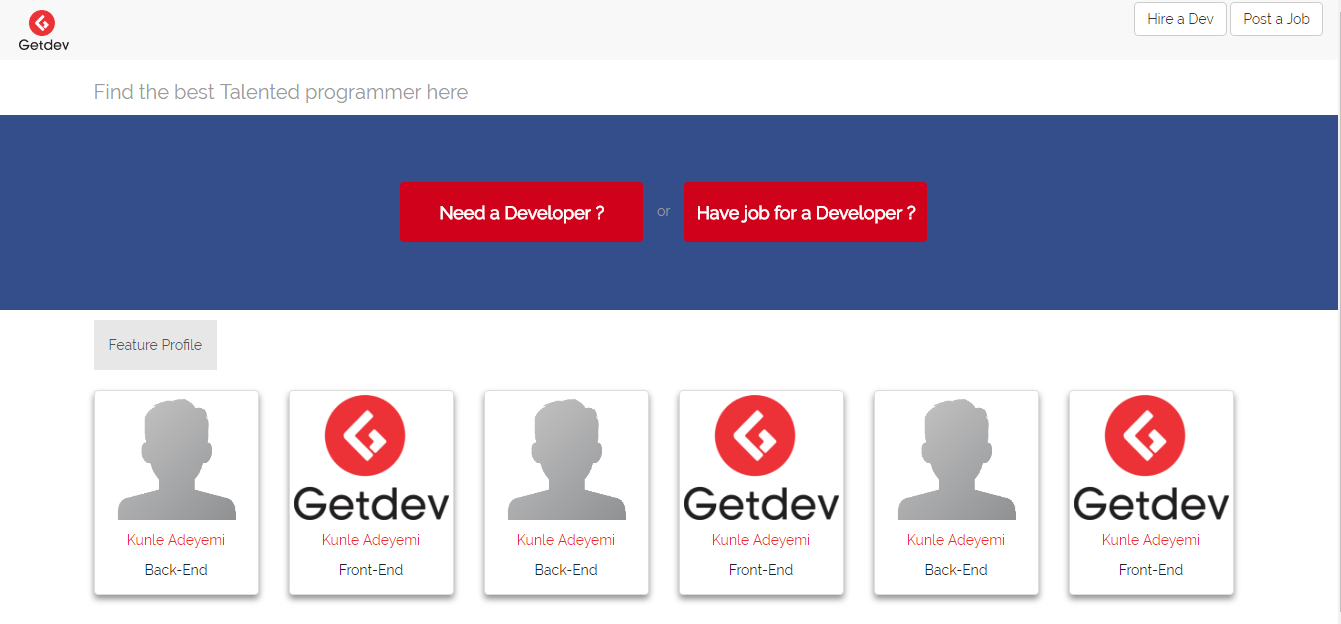 Getdev
Hire a Dev
Post a Job
Find the best Talented programmer here
Need a Developer ?
or
Have job for a Developer ?
Feature Profile
Getdev
Getdev
Getdev
Kunle Adeyemi
Kunle Adeyemi
Kunle Adeyemi
Kunle Adeyemi
Kunle Adeyemi
Kunle Adeyemi
Back-End
Front-End
Back-End
Front-End
Back-End
Front-End